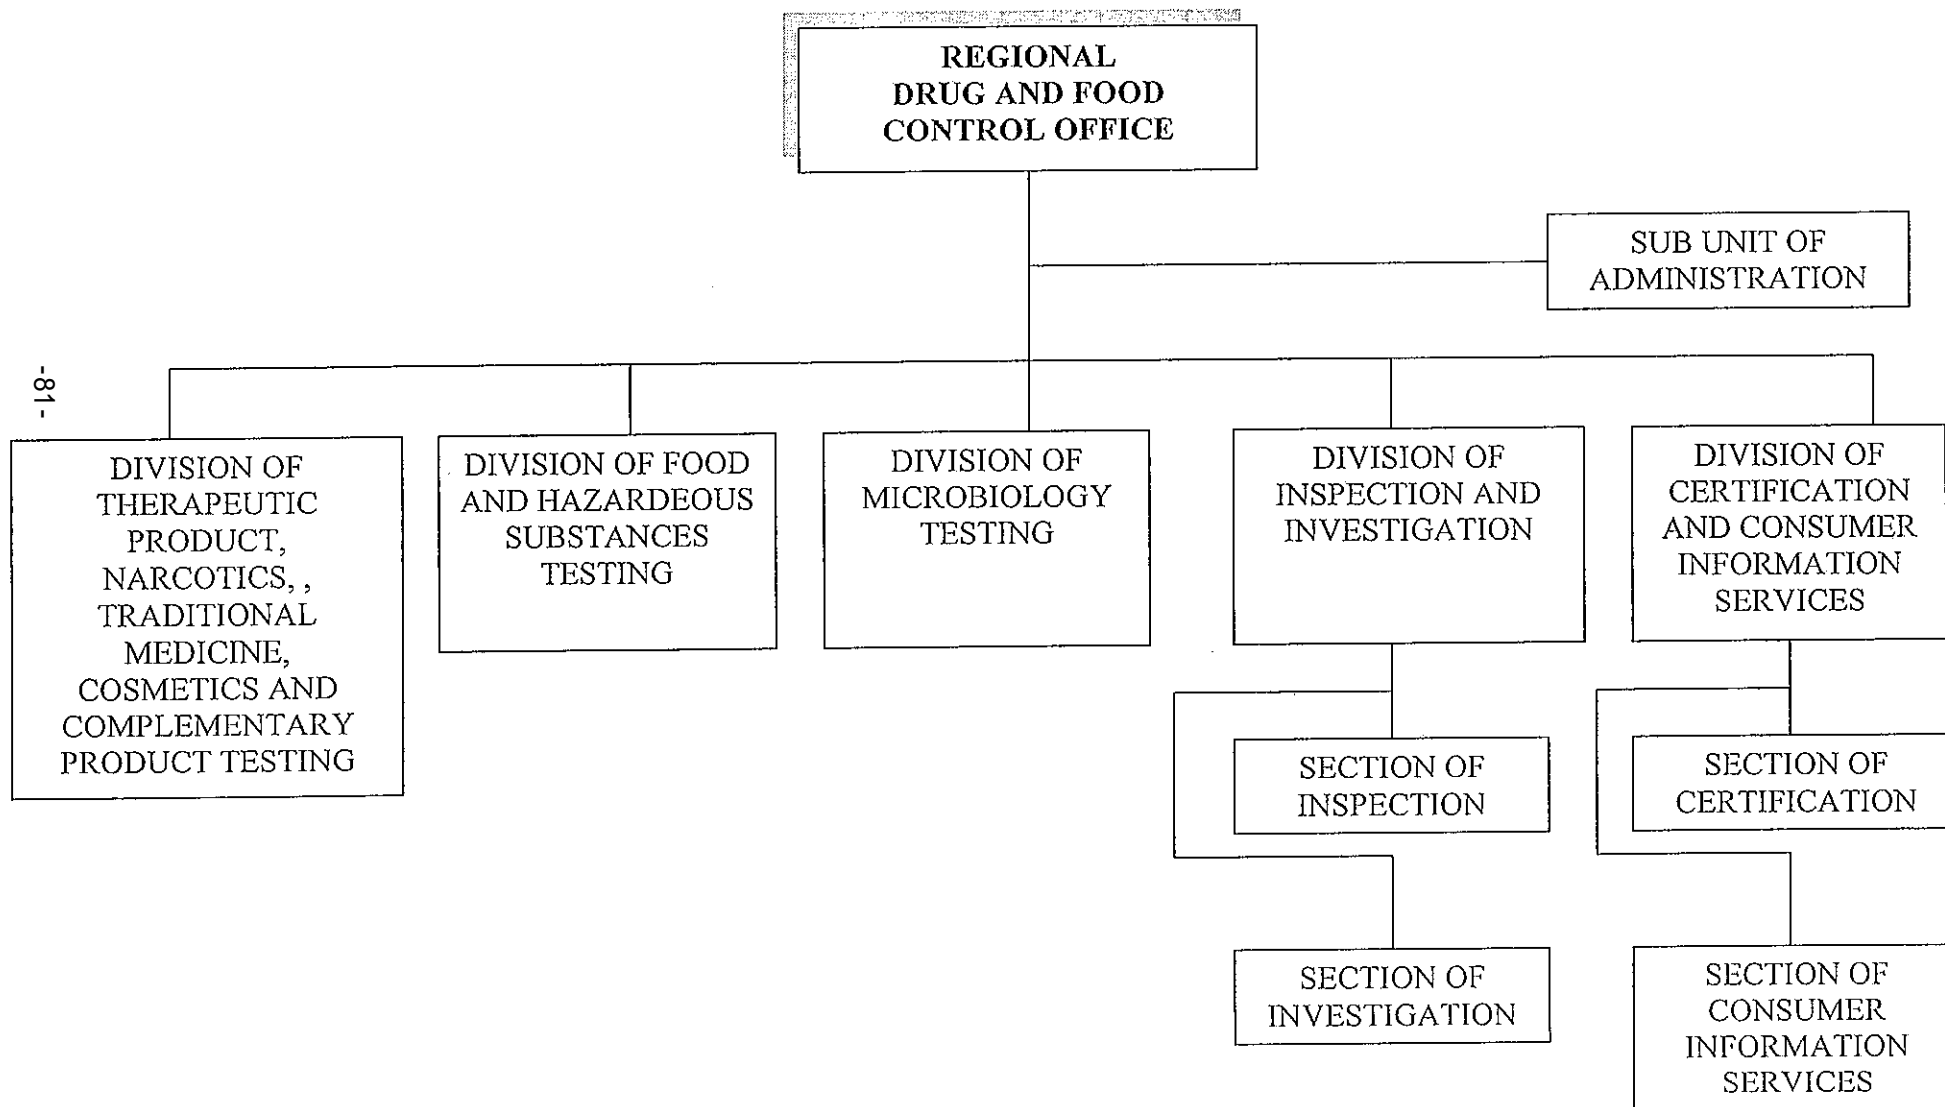 REGIONAL
DRUG AND FOOD
CONTROL OFFICE
SUB UNIT OF
ADMINISTRATION
-81-
DIVISION OF
THERAPEUTIC
PRODUCT,
NARCOTICS, ,
TRADITIONAL
MEDICINE,
COSMETICS AND
COMPLEMENTARY
PRODUCT TESTING
DIVISION OF FOOD
AND HAZARDEOUS
SUBSTANCES
TESTING
DIVISION OF
MICROBIOLOGY
TESTING
DIVISION OF
INSPECTION AND
INVESTIGATION
DIVISION OF
CERTIFICATION
AND CONSUMER
INFORMATION
SERVICES
SECTION OF
INSPECTION
SECTION OF
CERTIFICATION
SECTION OF
INVESTIGATION
SECTION OF
CONSUMER
INFORMATION
SERVICES